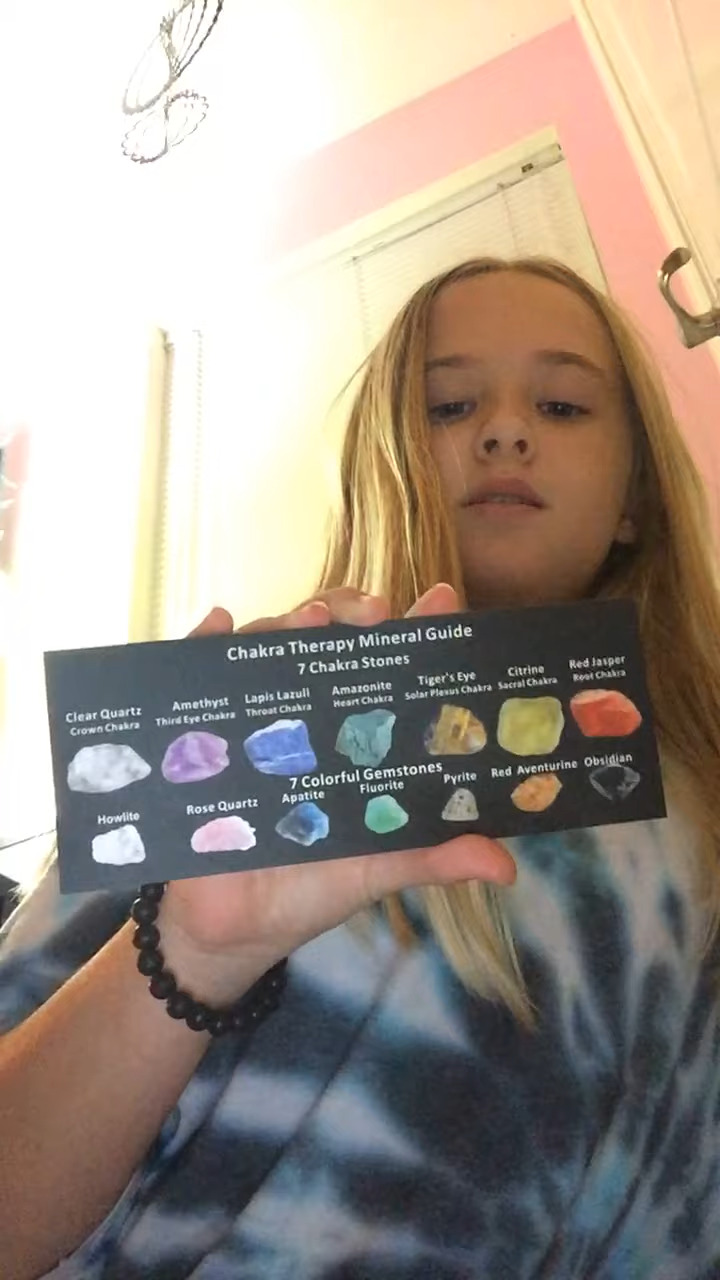 Chakra Therapy Mineral Guide
7 Chakra Stones
Clear Quartz Amethyst Lapis Lazuli Amazonite Tiger's Eye Citrine Red Jasper
Crown Chakra Third Eye Chakra Throat Chakra Heart Chakra Solar Plexus Chakra Sacral Chakra Root Chakra
7 Colorful Gemstones
Howlite Rose Quartz Apatite Fluorite Pyrite Red Aventurine Obsidian